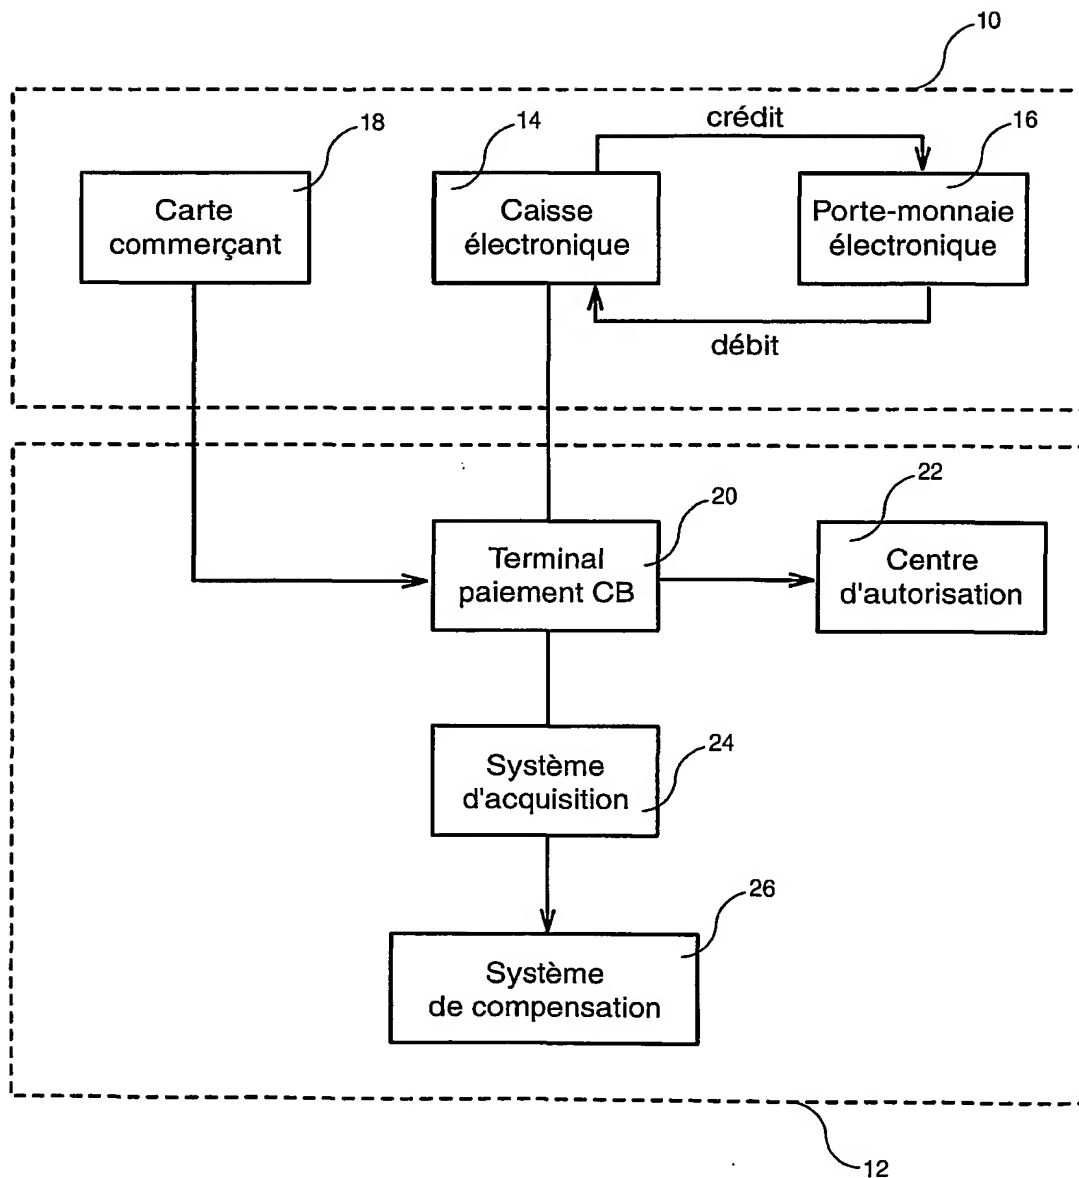 10
18
14
crédit
16
Carte
commerçant
Caisse
électronique
Porte-monnaie
électronique
débit
20
22
Terminal
paiement CB
Centre
d'autorisation
24
Système
d'acquisition
26
Système
de compensation
12